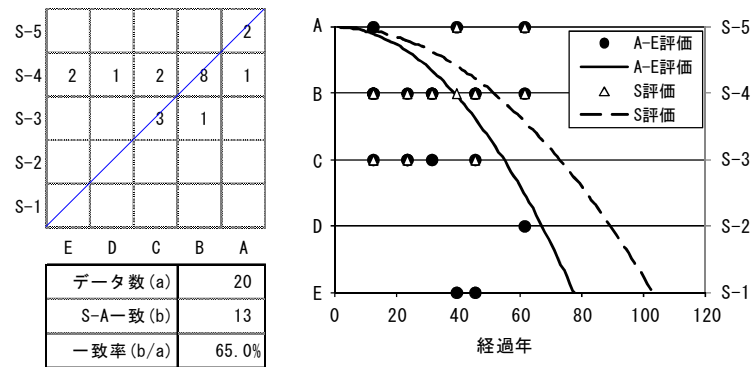 S-5 2
S-4 2 1 2 8 1
S-3 3 1
S-2
S-1
E D C B A
データ数(a) 20
S-A一致(b) 13
一致率(b/a) 65.0%
A
B
C
D
E
S-5
S-4
S-3
S-2
S-1
0 20 40 60 80 100 120
経過年
A-E評価
A-E評価
S評価
S評価